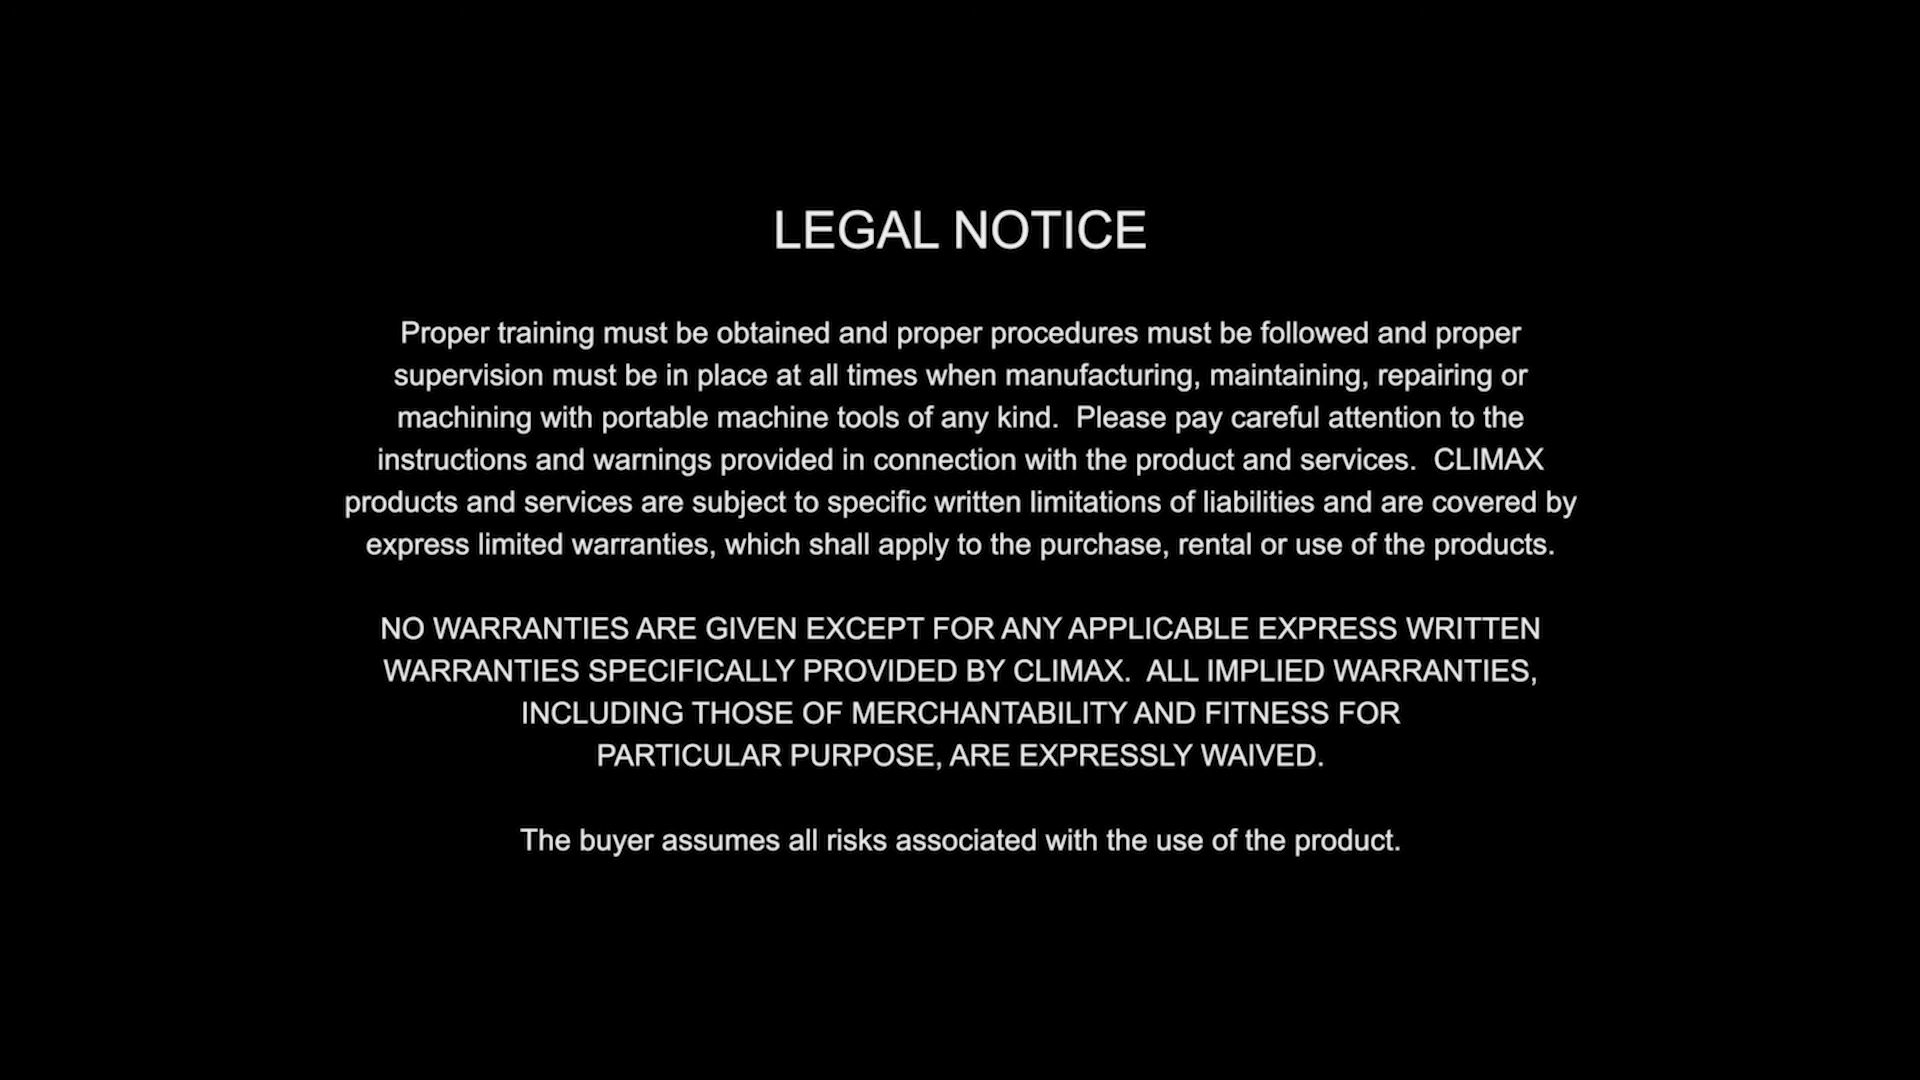 LEGAL NOTICE
Proper training must be obtained and proper procedures must be followed and proper
supervision must be in place at all times when manufacturing, maintaining, repairing or
machining with portable machine tools of any kind.  Please pay careful attention to the
instructions and warnings provided in connection with the product and services.  CLIMAX
products and services are subject to specific written limitations of liabilities and are covered by
express limited warranties, which shall apply to the purchase, rental or use of the products.
NO WARRANTIES ARE GIVEN EXCEPT FOR ANY APPLICABLE EXPRESS WRITTEN
WARRANTIES SPECIFICALLY PROVIDED BY CLIMAX.  ALL IMPLIED WARRANTIES,
INCLUDING THOSE OF MERCHANTABILITY AND FITNESS FOR
PARTICULAR PURPOSE, ARE EXPRESSLY WAIVED.
The buyer assumes all risks associated with the use of the product.